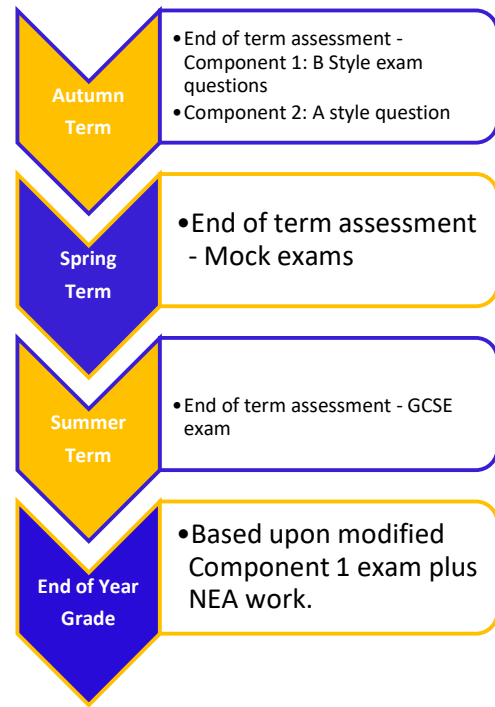 Autumn
Term
•End of term assessment -
Component 1: B Style exam
questions
•Component 2: A style question
Spring
Term
•End of term assessment
- Mock exams
Summer
Term
•End of term assessment - GCSE
exam
End of Year
Grade
•Based upon modified
Component 1 exam plus
NEA work.